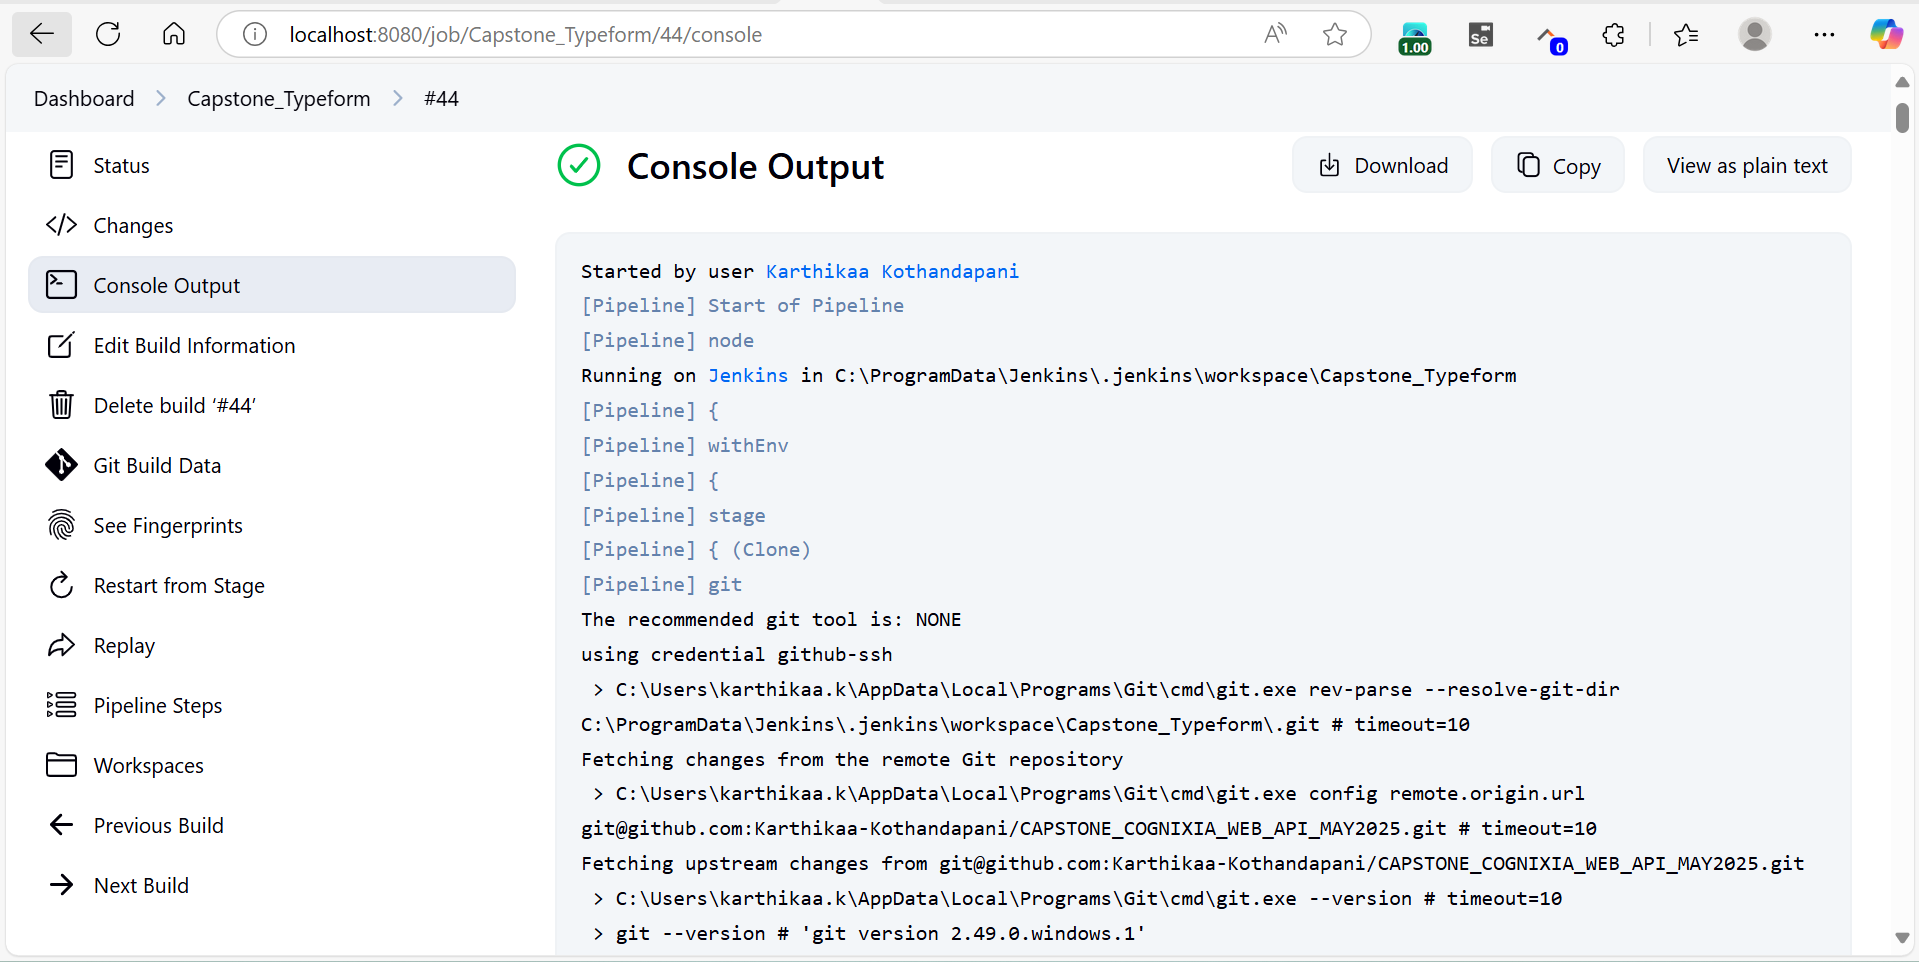 localhost:8080/job/Capstone_Typeform/44/console
1.00
Se
0
Dashboard
Capstone_Typeform
#44
Status
Changes
Console Output
Edit Build Information
Delete build ‘#44’
Git Build Data
See Fingerprints
Restart from Stage
Replay
Pipeline Steps
Workspaces
Previous Build
Next Build
Console Output
Download
Copy
View as plain text
Started by user Karthikaa Kothandapani
[Pipeline] Start of Pipeline
[Pipeline] node
Running on Jenkins in C:\ProgramData\Jenkins\.jenkins\workspace\Capstone_Typeform
[Pipeline] {
[Pipeline] withEnv
[Pipeline] {
[Pipeline] stage
[Pipeline] { (Clone)
[Pipeline] git
The recommended git tool is: NONE
using credential github-ssh
 > C:\Users\karthikaa.k\AppData\Local\Programs\Git\cmd\git.exe rev-parse --resolve-git-dir
C:\ProgramData\Jenkins\.jenkins\workspace\Capstone_Typeform\.git # timeout=10
Fetching changes from the remote Git repository
 > C:\Users\karthikaa.k\AppData\Local\Programs\Git\cmd\git.exe config remote.origin.url
git@github.com:Karthikaa-Kothandapani/CAPSTONE_COGNIXIA_WEB_API_MAY2025.git # timeout=10
Fetching upstream changes from git@github.com:Karthikaa-Kothandapani/CAPSTONE_COGNIXIA_WEB_API_MAY2025.git
 > C:\Users\karthikaa.k\AppData\Local\Programs\Git\cmd\git.exe --version # timeout=10
 > git --version # 'git version 2.49.0.windows.1'